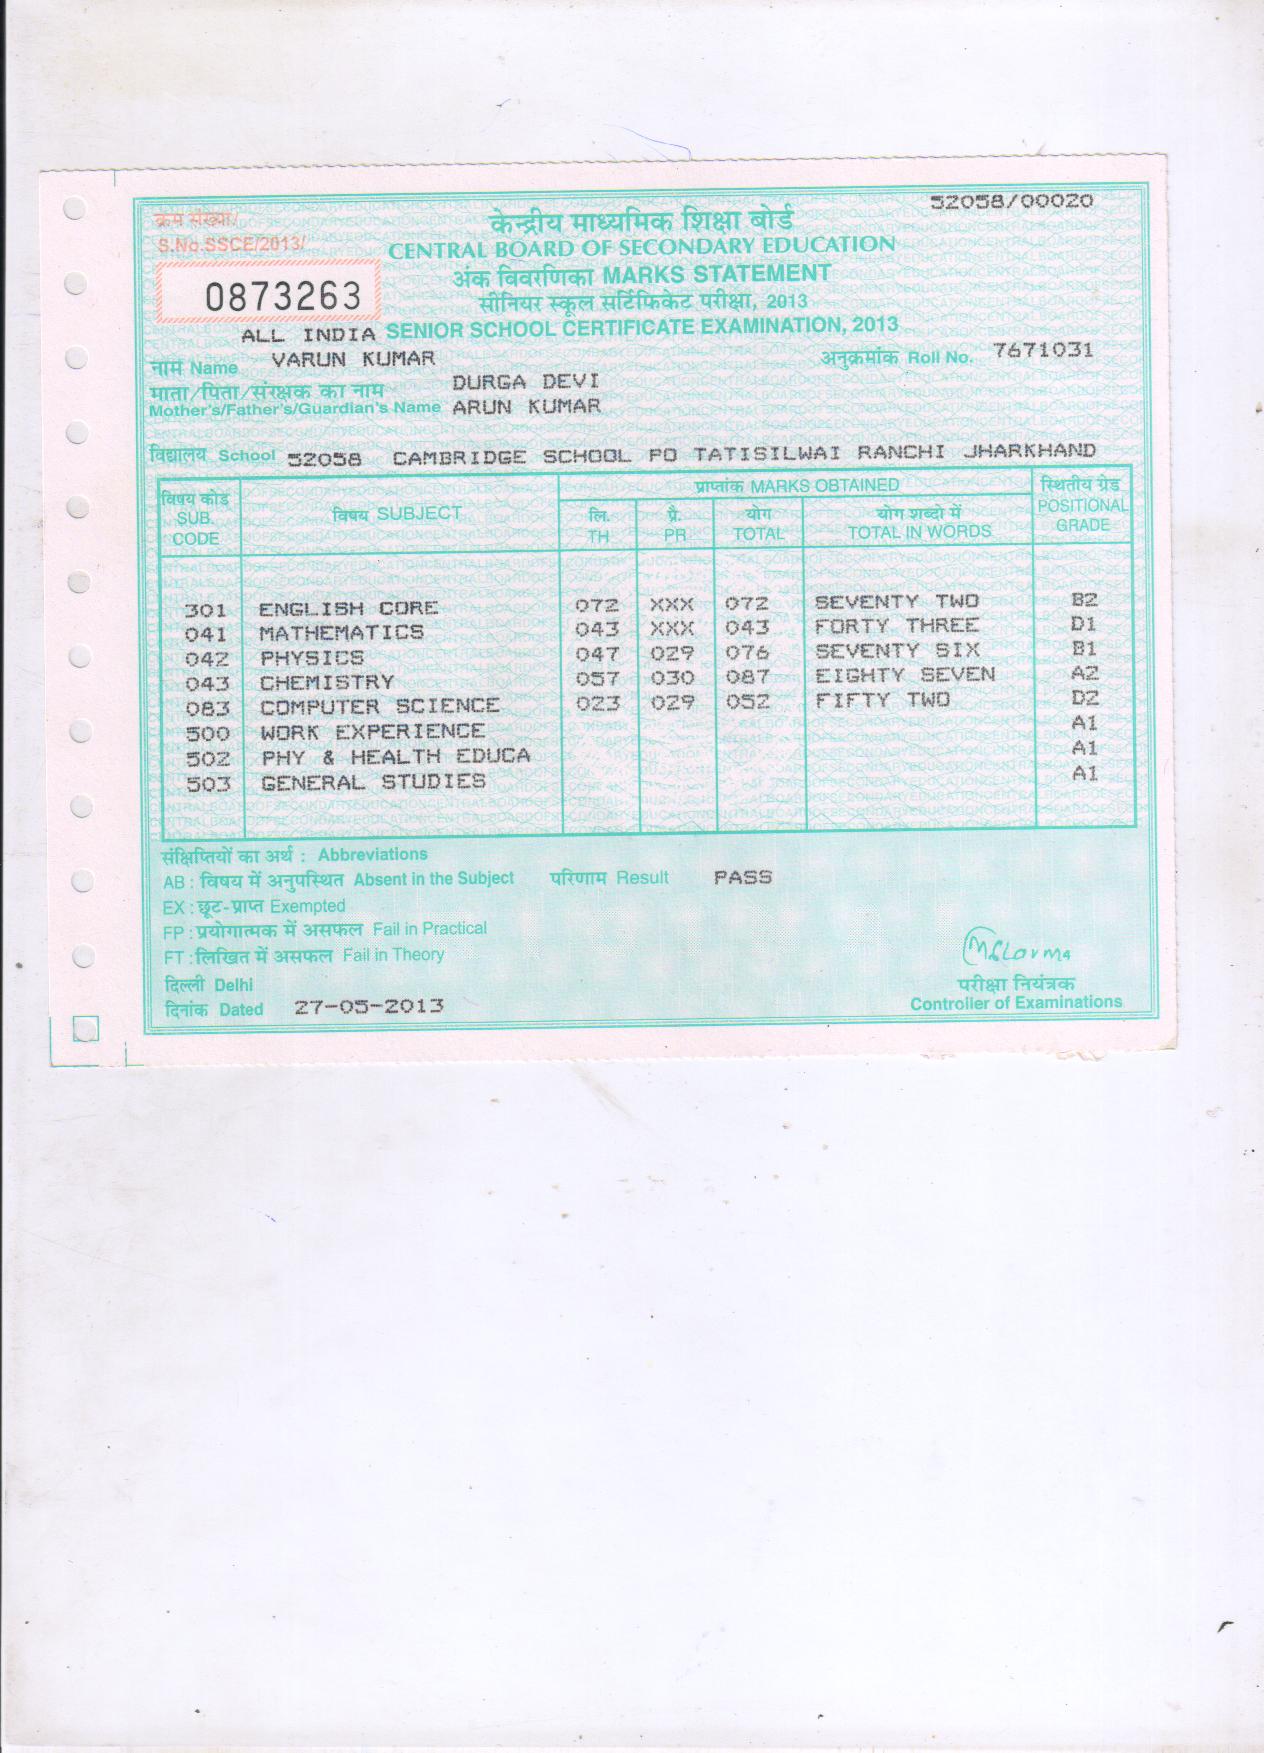 52058/00020
क्रम संख्या/
S.No.SSCE/2013/
0873263
केन्द्रीय माध्यमिक शिक्षा बोर्ड
CENTRAL BOARD OF SECONDARY EDUCATION
अंक विवरणिका MARKS STATEMENT
सीनियर स्कूल सर्टिफिकेट परीक्षा, 2013
ALL INDIA SENIOR SCHOOL CERTIFICATE EXAMINATION, 2013
नाम Name VARUN KUMAR अनुक्रमांक Roll No. 7671031
माता/पिता/संरक्षक का नाम DURGA DEVI
Mother's/Father's/Guardian's Name ARUN KUMAR
विद्यालय School 52058 CAMBRIDGE SCHOOL PO TATISILWAI RANCHI JHARKHAND
विषय कोड SUB. CODE विषय SUBJECT प्राप्तांक MARKS OBTAINED स्थितीय ग्रेड POSITIONAL GRADE
लि. TH प्रै. PR योग TOTAL योग शब्दो में TOTAL IN WORDS
301 ENGLISH CORE 072 XXX 072 SEVENTY TWO B2
041 MATHEMATICS 043 XXX 043 FORTY THREE D1
042 PHYSICS 047 029 076 SEVENTY SIX B1
043 CHEMISTRY 057 030 087 EIGHTY SEVEN A2
083 COMPUTER SCIENCE 023 029 052 FIFTY TWO D2
500 WORK EXPERIENCE A1
502 PHY & HEALTH EDUCA A1
503 GENERAL STUDIES A1
संक्षिप्तियों का अर्थ : Abbreviations
AB : विषय में अनुपस्थित Absent in the Subject परिणाम Result PASS
EX : छूट-प्राप्त Exempted
FP : प्रयोगात्मक में असफल Fail in Practical
FT : लिखित में असफल Fail in Theory
दिल्ली Delhi
दिनांक Dated 27-05-2013
परीक्षा नियंत्रक
Controller of Examinations